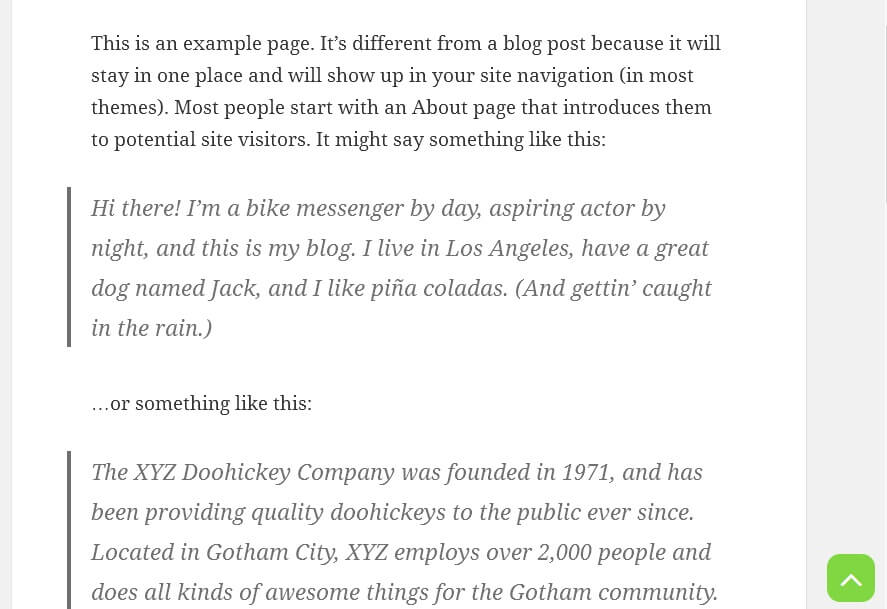 This is an example page. It’s different from a blog post because it will
stay in one place and will show up in your site navigation (in most
themes). Most people start with an About page that introduces them
to potential site visitors. It might say something like this:
Hi there! I’m a bike messenger by day, aspiring actor by
night, and this is my blog. I live in Los Angeles, have a great
dog named Jack, and I like piña coladas. (And gettin’ caught
in the rain.)
…or something like this:
The XYZ Doohickey Company was founded in 1971, and has
been providing quality doohickeys to the public ever since.
Located in Gotham City, XYZ employs over 2,000 people and
does all kinds of awesome things for the Gotham community.